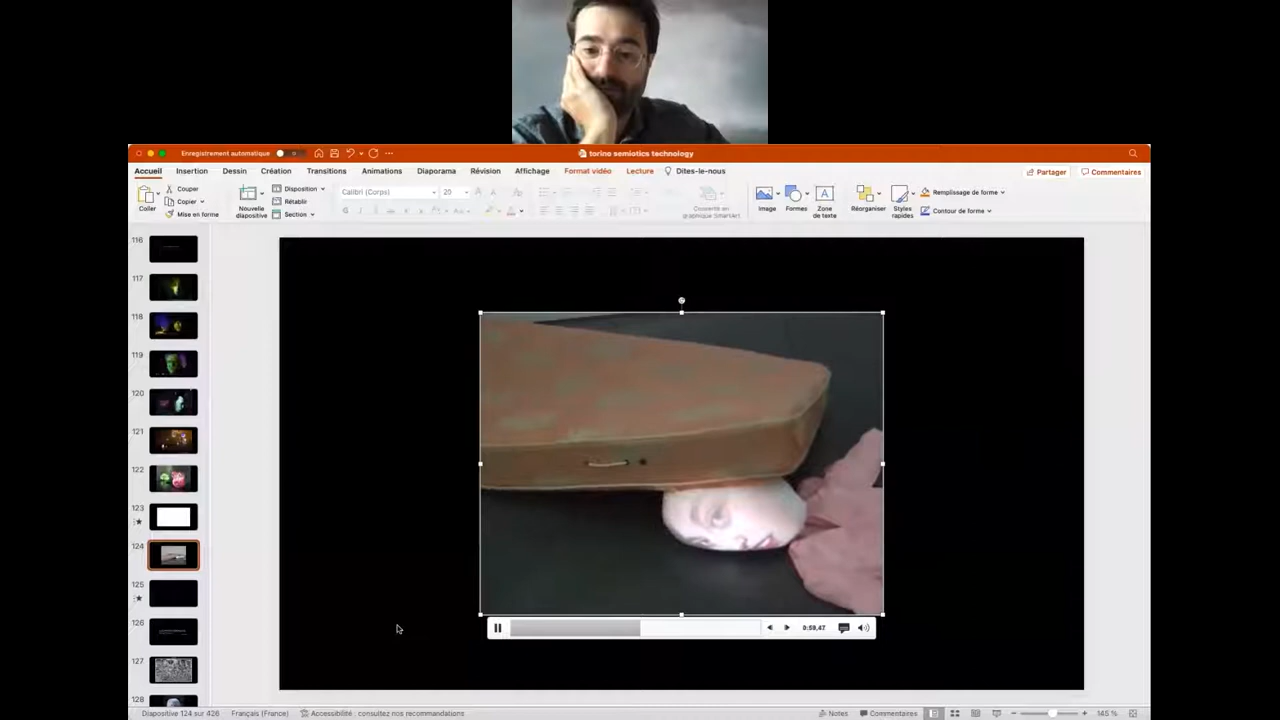 Enregistrement automatique
torino semiotics technology
Accueil Insertion Dessin Création Transitions Animations Diaporama Révision Affichage Format vidéo Lecture Dites-le-nous Partager Commentaires
Coller
Couper
Copier
Mise en forme
Nouvelle diapositive
Disposition
Rétablir
Section
Calibri (Corps) 20
Convertir en graphique SmartArt
Image
Formes
Zone de texte
Réorganiser
Styles rapides
Remplissage de forme
Contour de forme
116
117
118
119
120
121
122
123
124
125
126
127
128
0:59,47
Diapositive 124 sur 426 Français (France) Accessibilité : consultez nos recommandations Notes Commentaires 145 %